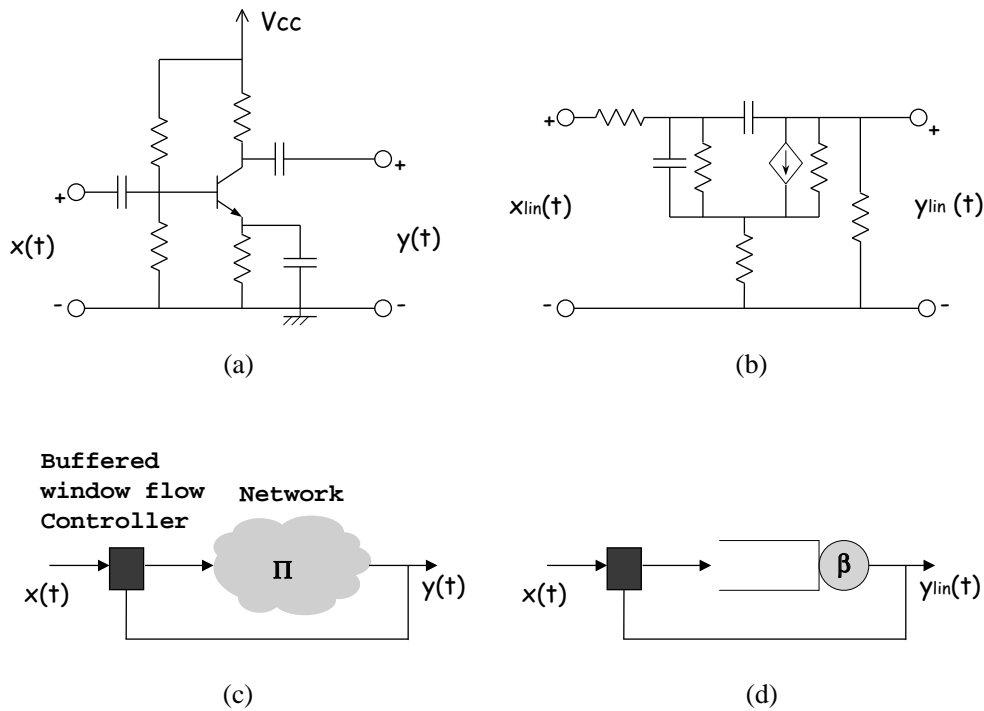 Vcc
+
+
x(t)
y(t)
-
-
(a)
+
+
xlin(t)
ylin (t)
-
-
(b)
Buffered
window flow
Controller
Network
Π
x(t)
y(t)
(c)
β
x(t)
ylin(t)
(d)